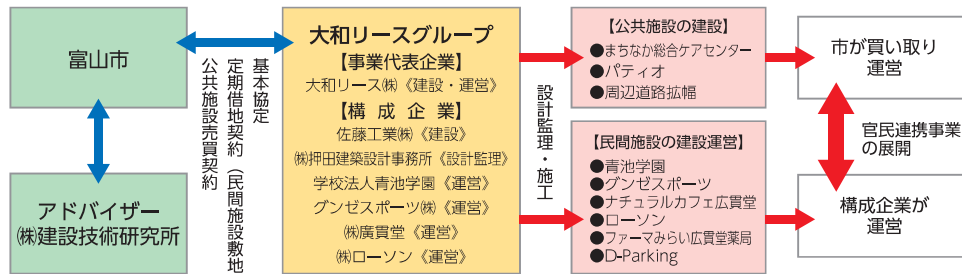 富山市
アドバイザー
㈱建設技術研究所
基本協定
定期借地契約（民間施設敷地
公共施設売買契約
大和リースグループ
【事業代表企業】
大和リース㈱《建設・運営》
【構成企業】
佐藤工業㈱《建設》
㈱押田建築設計事務所《設計監理》
学校法人青池学園《運営》
グンゼスポーツ㈱《運営》
㈱廣貫堂《運営》
㈱ローソン《運営》
設計監理・施工
【公共施設の建設】
●まちなか総合ケアセンター
●パティオ
●周辺道路拡幅
【民間施設の建設運営】
●青池学園
●グンゼスポーツ
●ナチュラルカフェ広貫堂
●ローソン
●ファーマみらい広貫堂薬局
●D-Parking
市が買い取り
運営
官民連携事業
の展開
構成企業が
運営